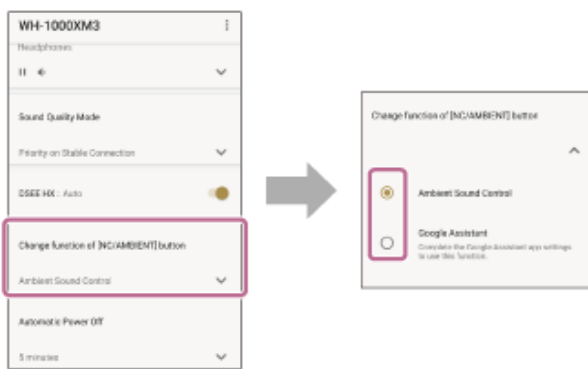 WH-1000XM3
Headphones
Sound Quality Mode
Priority on Stable Connection
DSEE HX : Auto
Change function of [NC/AMBIENT] button
Ambient Sound Control
Automatic Power Off
5 minutes
Change function of [NC/AMBIENT] button
Ambient Sound Control
Google Assistant
Complete the Google Assistant app settings
to use this function.